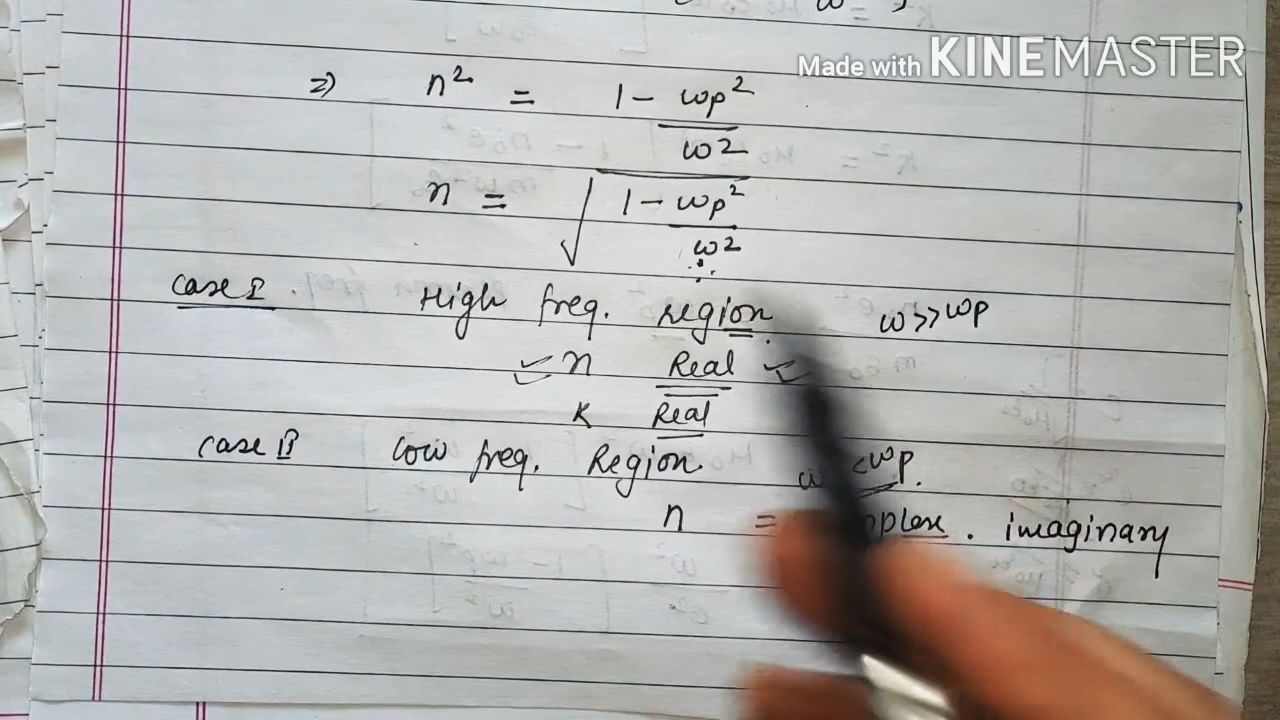 Made with KINEMASTER
=> n² = 1 - ωp²/ω²
n = √(1 - ωp²/ω²)
Case I High freq. region. ω>>ωp
n Real
K Real
Case II Low freq. Region <ωp.
n = imaginary